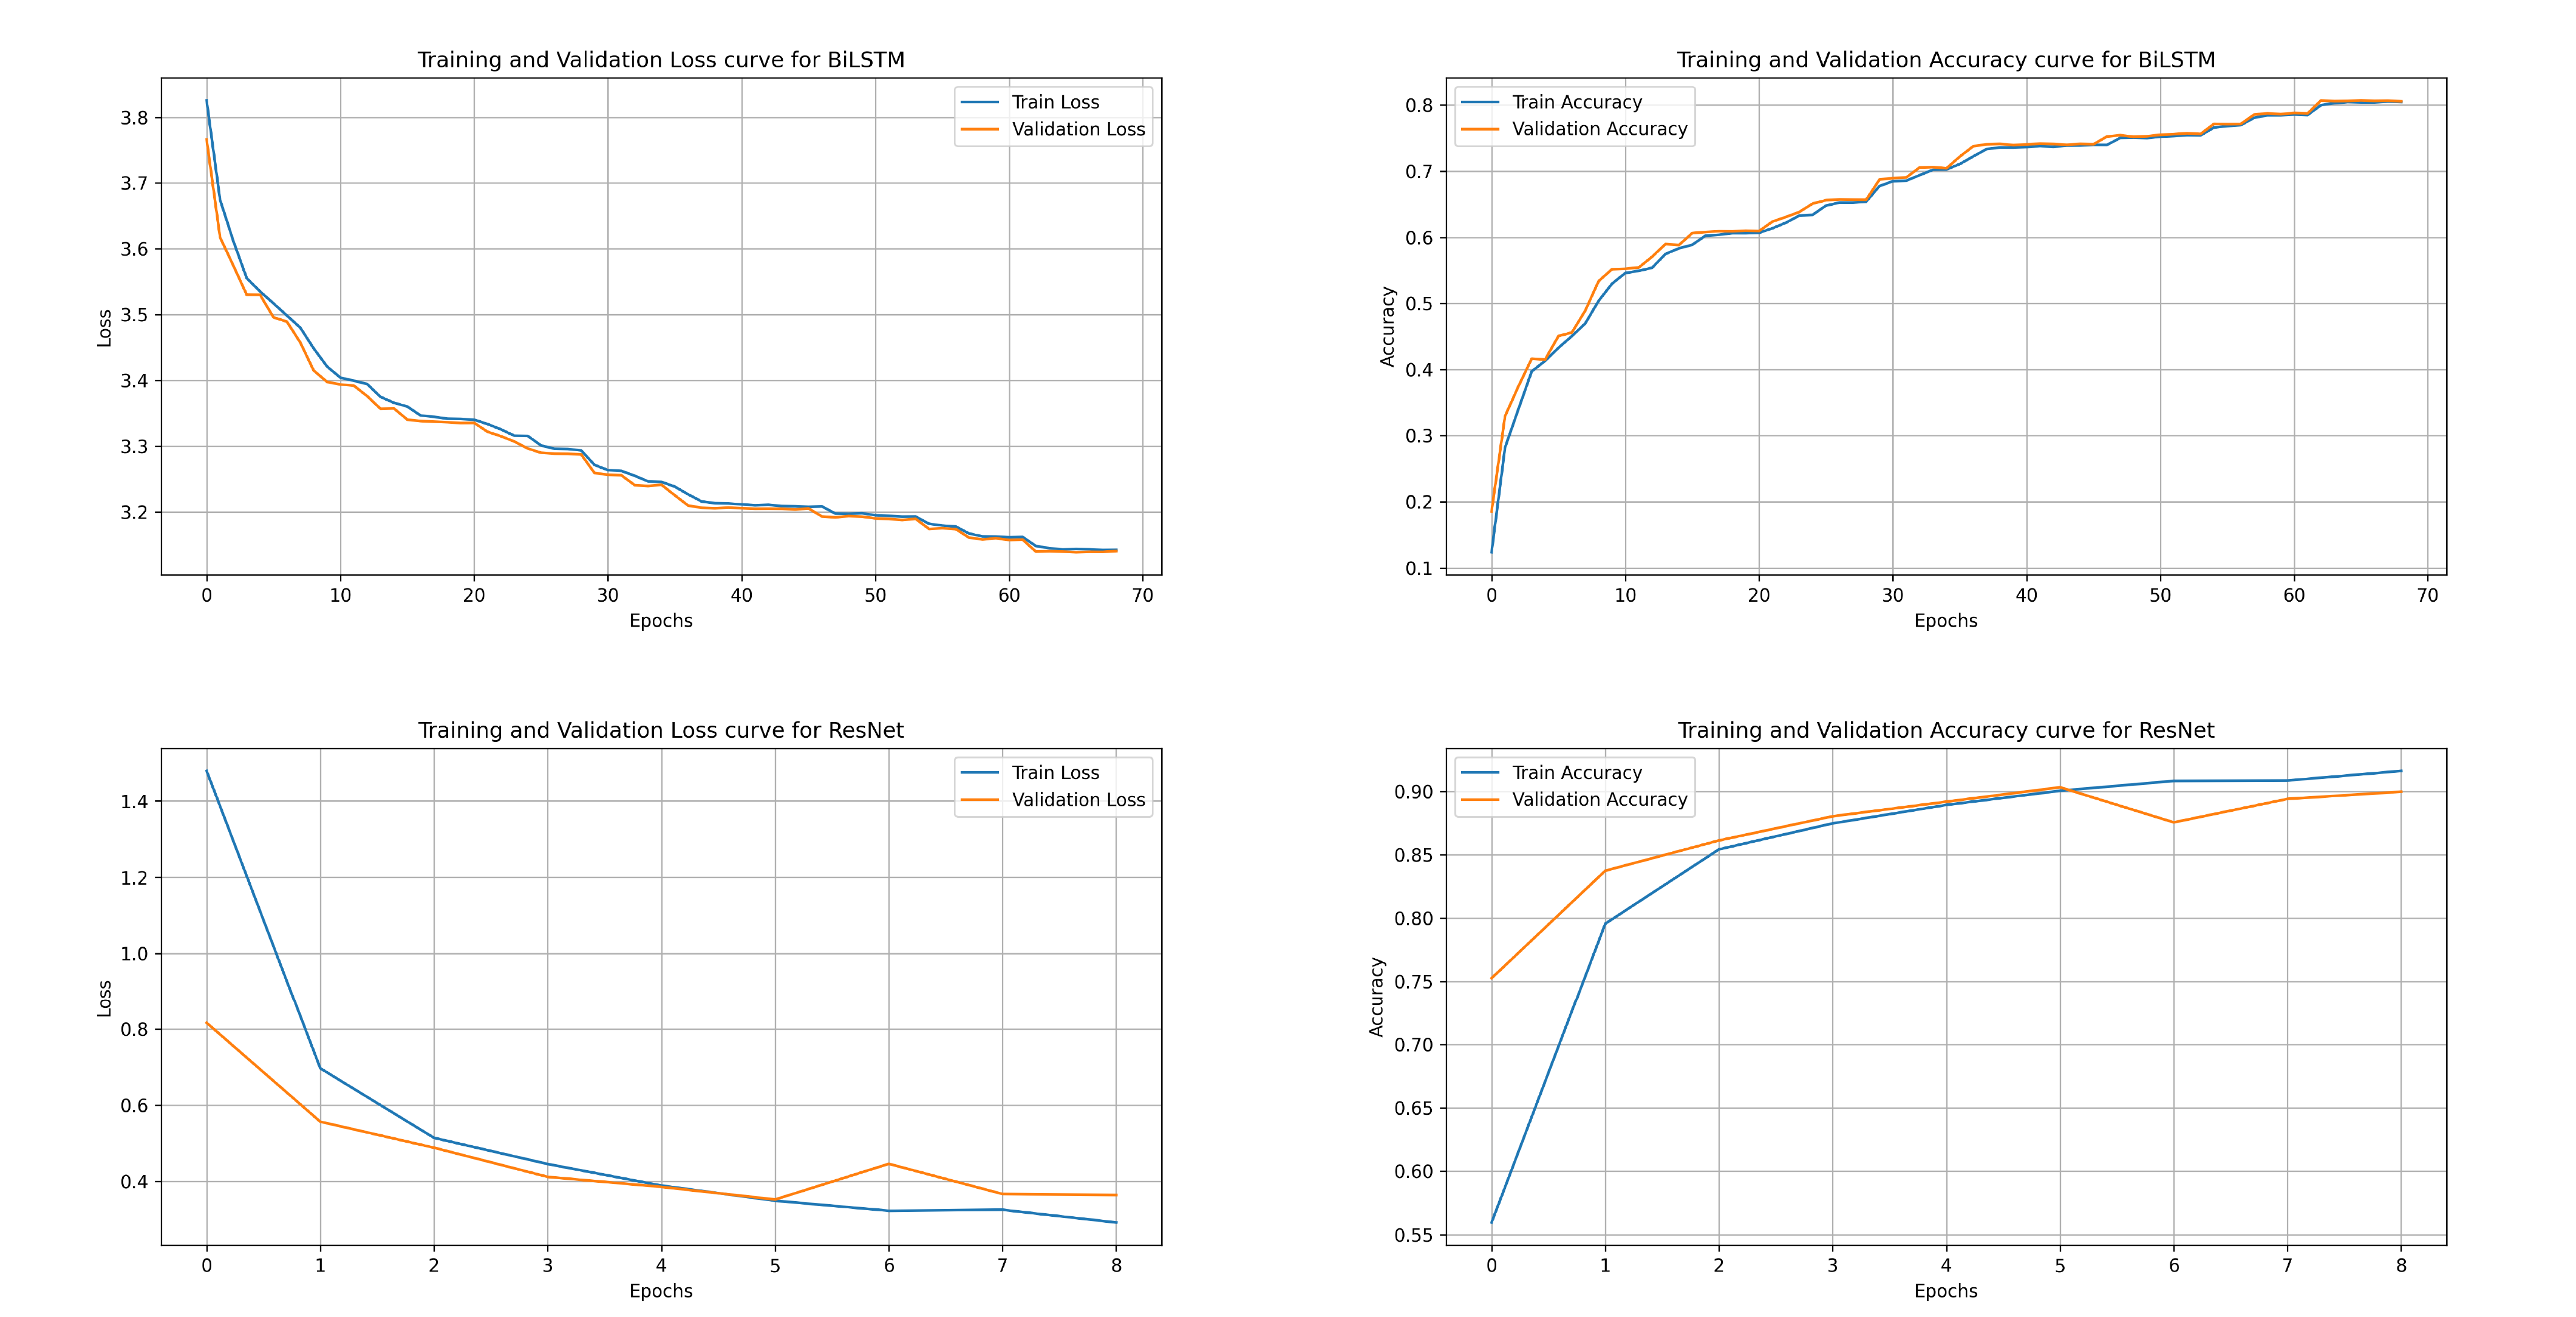 Training and Validation Loss curve for BiLSTM
Train Loss
Validation Loss
3.8
3.7
3.6
3.5
3.4
3.3
3.2
Loss
0 10 20 30 40 50 60 70
Epochs
Training and Validation Accuracy curve for BiLSTM
Train Accuracy
Validation Accuracy
0.8
0.7
0.6
0.5
0.4
0.3
0.2
0.1
Accuracy
0 10 20 30 40 50 60 70
Epochs
Training and Validation Loss curve for ResNet
Train Loss
Validation Loss
1.4
1.2
1.0
0.8
0.6
0.4
Loss
0 1 2 3 4 5 6 7 8
Epochs
Training and Validation Accuracy curve for ResNet
Train Accuracy
Validation Accuracy
0.90
0.85
0.80
0.75
0.70
0.65
0.60
0.55
Accuracy
0 1 2 3 4 5 6 7 8
Epochs